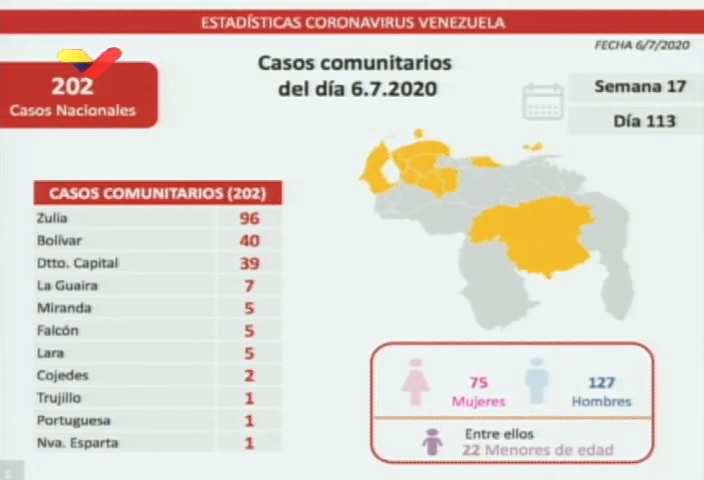 ESTADÍSTICAS CORONAVIRUS VENEZUELA
FECHA 6/7/2020
202
Casos Nacionales
Casos comunitarios
del día 6.7.2020
Semana 17
Día 113
CASOS COMUNITARIOS (202)
Zulia 96
Bolívar 40
Dtto. Capital 39
La Guaira 7
Miranda 5
Falcón 5
Lara 5
Cojedes 2
Trujillo 1
Portuguesa 1
Nva. Esparta 1
75
Mujeres
127
Hombres
Entre ellos
22 Menores de edad